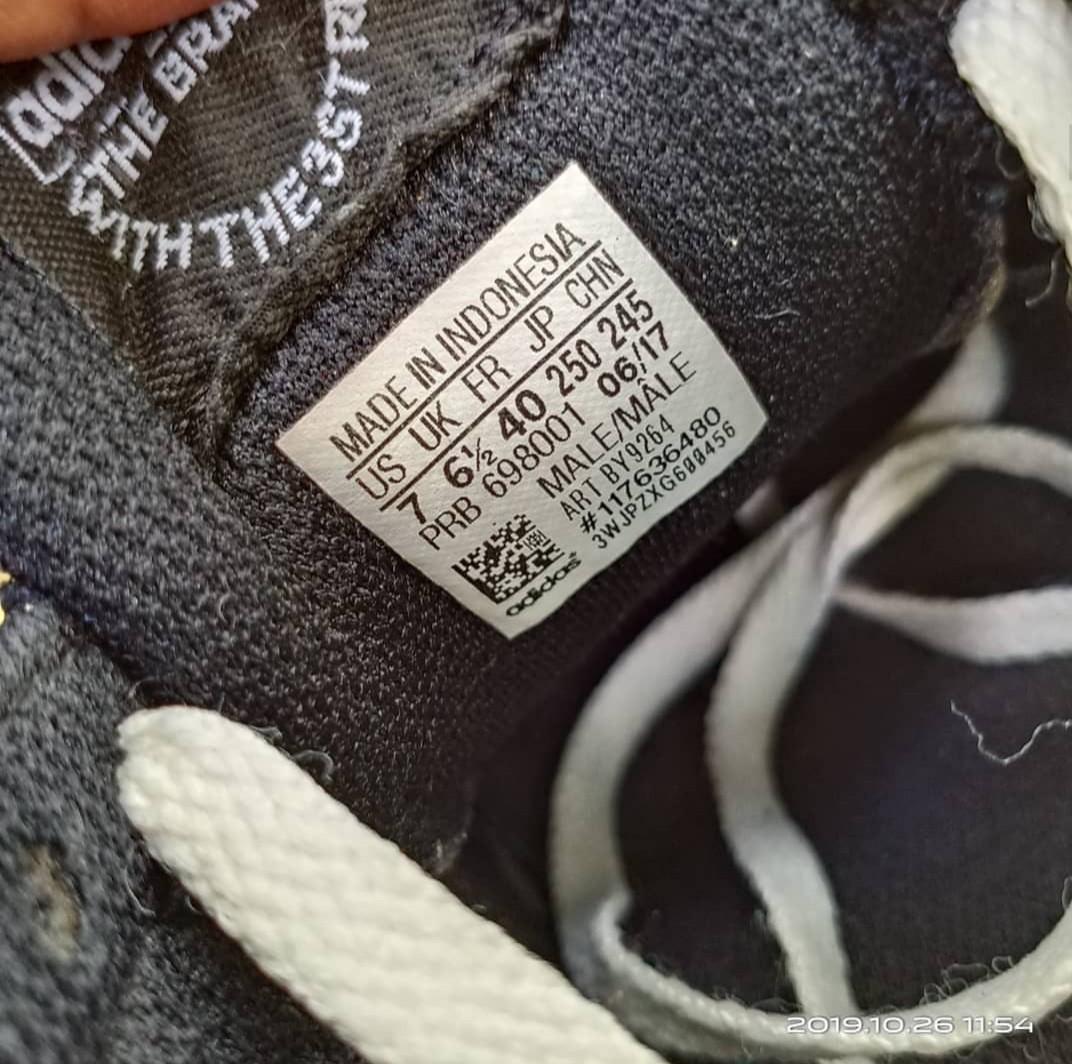 adid
THE BRA
WITH THE 3 ST
MADE IN INDONESIA
US UK FR JP CHN
7 6½ 40 250 245
PRB 698001 06/17
MALE/MÂLE
ART BY9264
#117636480
3WJPZXG600456
adidas
2019.10.26 11:54